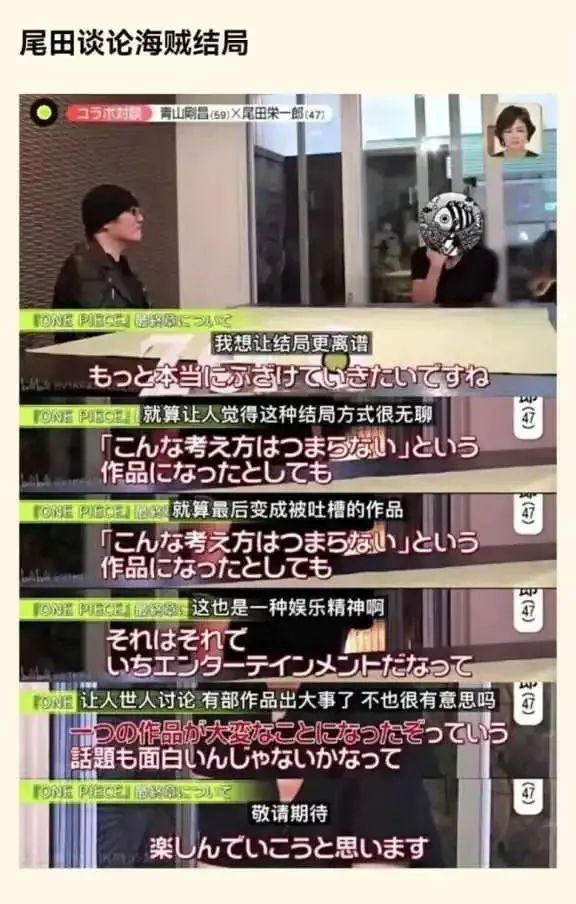 尾田谈论海贼结局
コラボ対談 青山剛昌(59)×尾田栄一郎(47)
『ONE PIECE』最終章について
我想让结局更离谱
もっと本当にふざけていきたいですね
『ONE PIECE』最
就算让人觉得这种结局方式很无聊
(47)
「こんな考え方はつまらない」という
作品になったとしても
『ONE PIECE』最
就算最后变成被吐槽的作品
(47)
「こんな考え方はつまらない」という
作品になったとしても
『ONE PIECE』最終章
这也是一种娱乐精神啊
(47)
それはそれで
いちエンターテインメントだなって
『ONE
让人世人讨论 有部作品出大事了 不也很有意思吗
(47)
一つの作品が大変なことになったぞっていう
話題も面白いんじゃないかなって
『ONE PIECE』最終章について
敬请期待
(47)
楽しんでいこうと思います